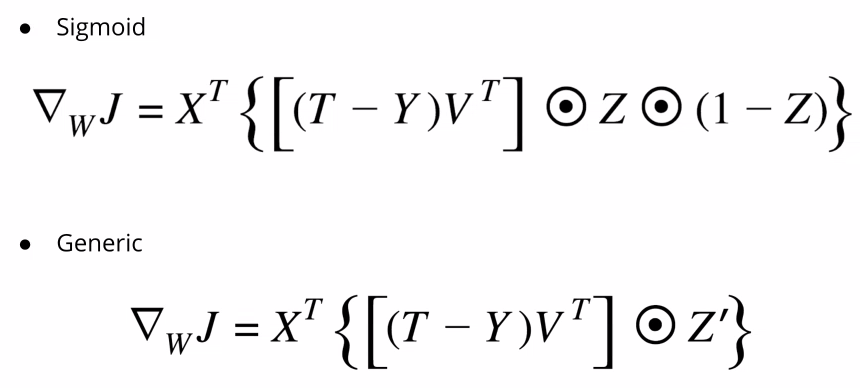 • Sigmoid
∇_W J = X^T {[(T − Y)V^T] ⊙ Z ⊙ (1 − Z)}
• Generic
∇_W J = X^T {[(T − Y)V^T] ⊙ Z′}